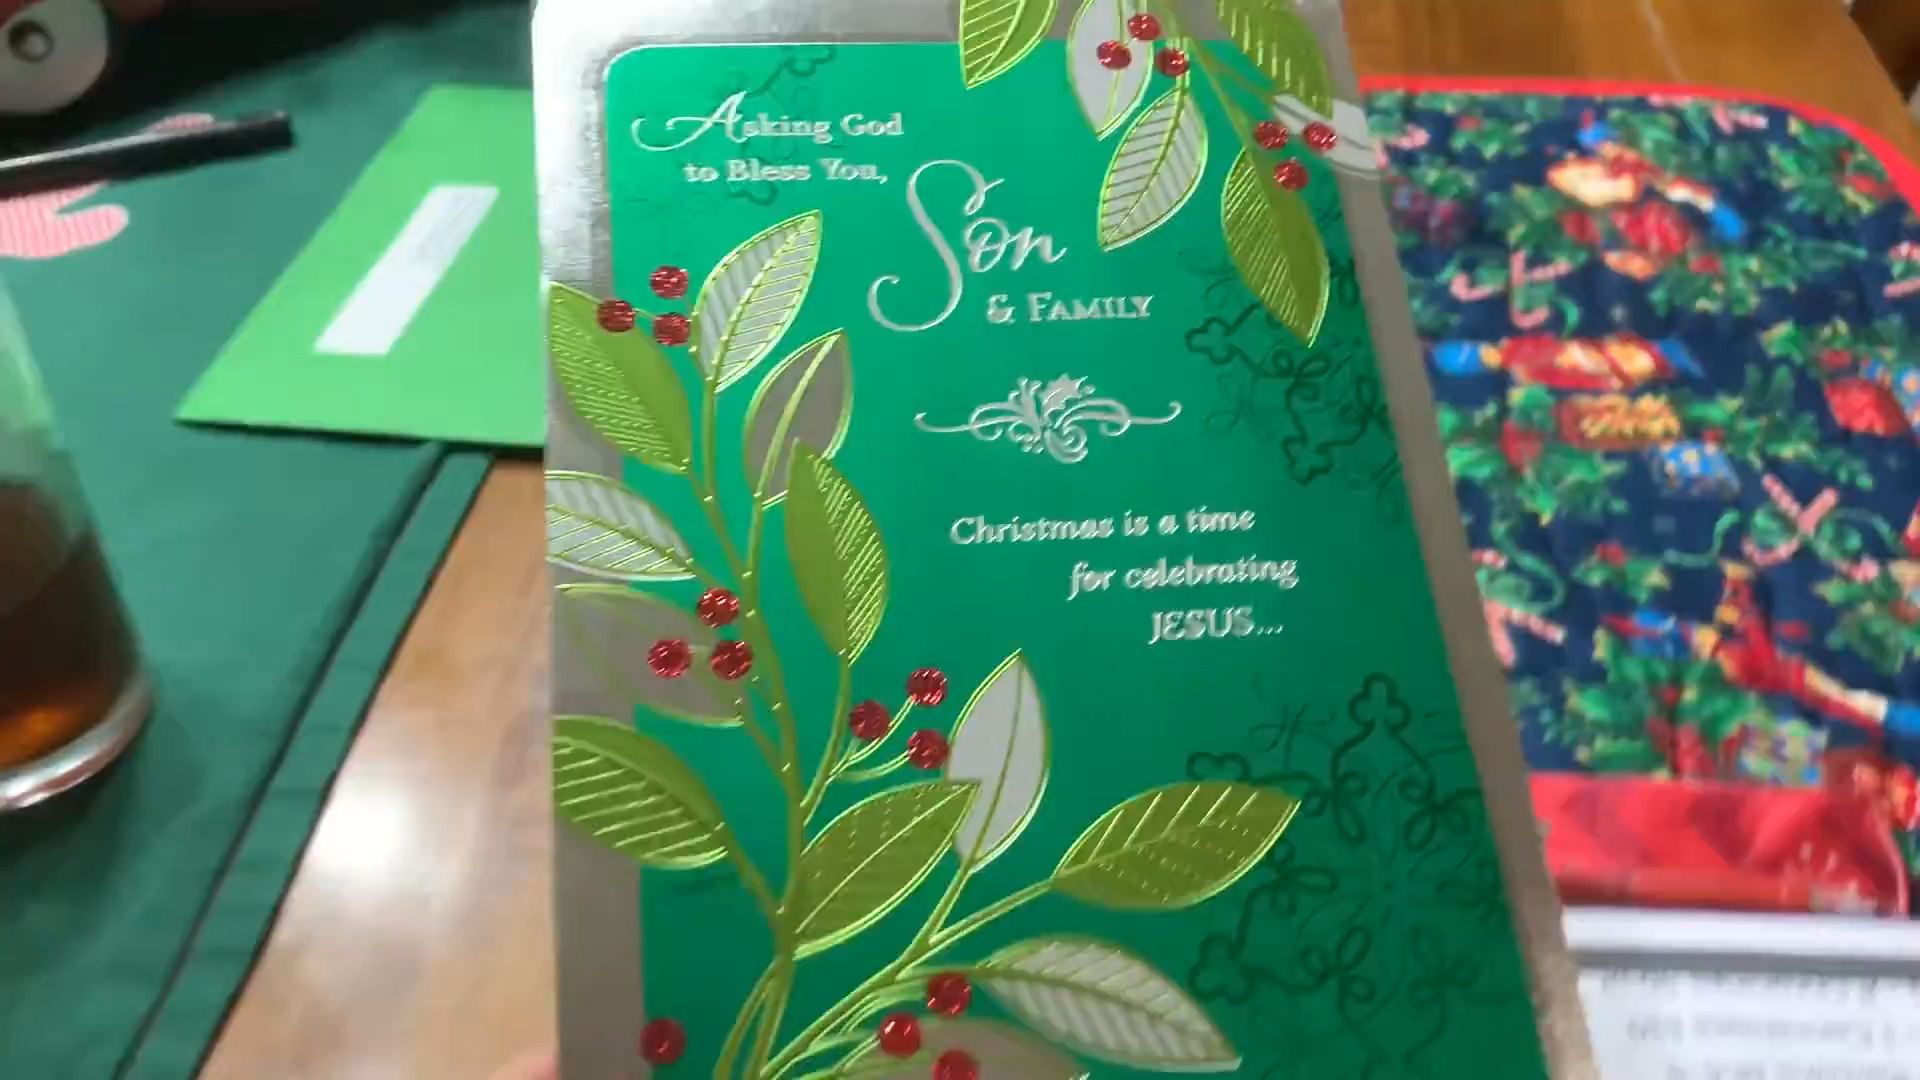 Asking God
to Bless You,
Son
& FAMILY
Christmas is a time
for celebrating
JESUS...